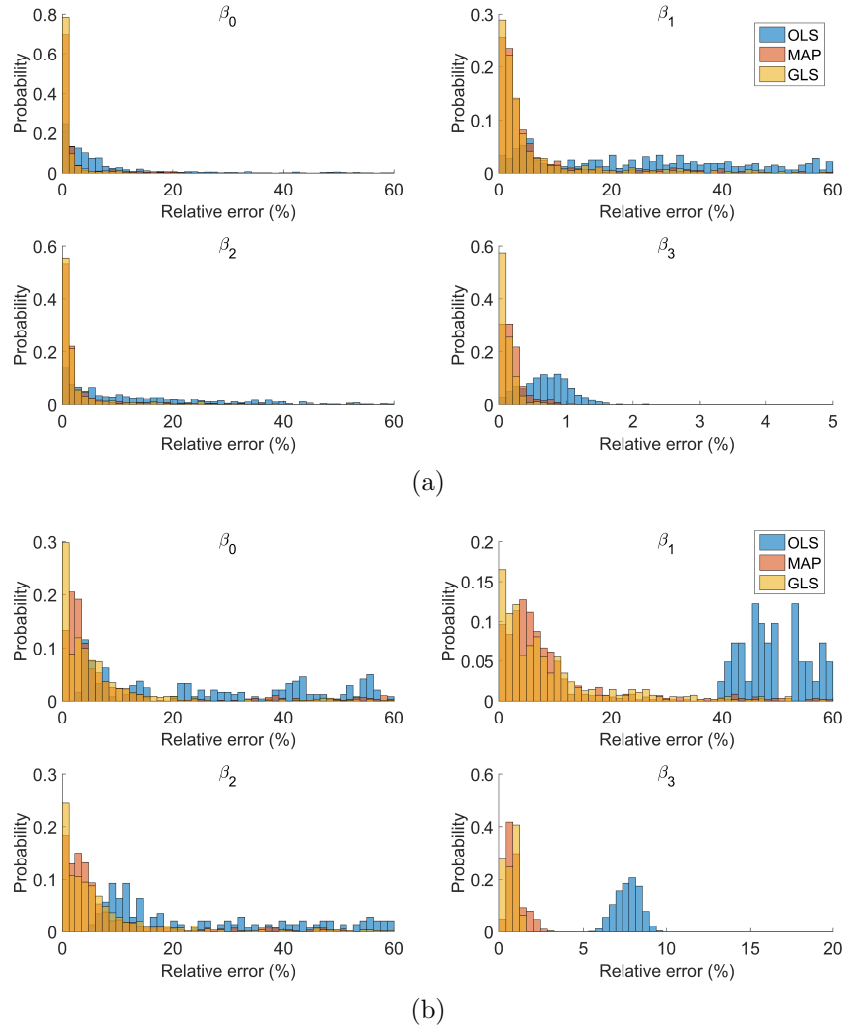 β0
β1
0.8
0.6
0.4
0.2
0
Probability
0 20 40 60
Relative error (%)
0.3
0.2
0.1
0
Probability
OLS
MAP
GLS
0 20 40 60
Relative error (%)
β2
β3
0.6
0.4
0.2
0
Probability
0 20 40 60
Relative error (%)
0.6
0.4
0.2
0
Probability
0 1 2 3 4 5
Relative error (%)
(a)
β0
β1
0.3
0.2
0.1
0
Probability
0 20 40 60
Relative error (%)
0.2
0.15
0.1
0.05
0
Probability
OLS
MAP
GLS
0 20 40 60
Relative error (%)
β2
β3
0.3
0.2
0.1
0
Probability
0 20 40 60
Relative error (%)
0.6
0.4
0.2
0
Probability
0 5 10 15 20
Relative error (%)
(b)